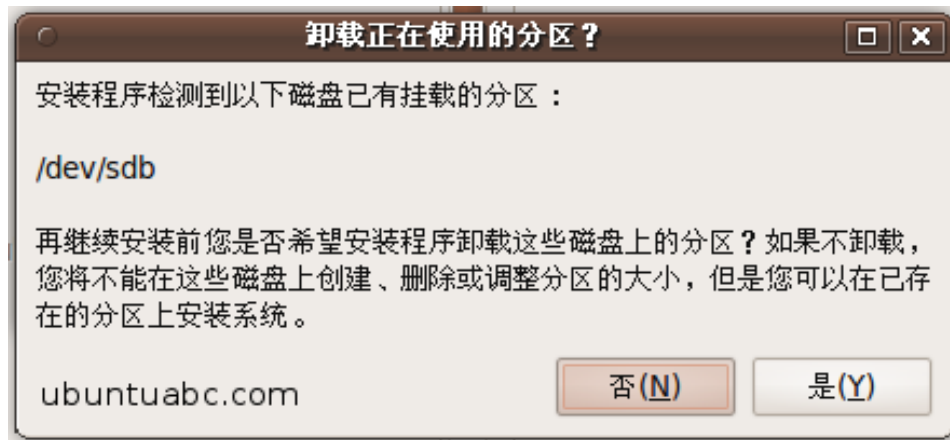 卸载正在使用的分区？
安装程序检测到以下磁盘已有挂载的分区：
/dev/sdb
再继续安装前您是否希望安装程序卸载这些磁盘上的分区？如果不卸载，
您将不能在这些磁盘上创建、删除或调整分区的大小，但是您可以在已存
在的分区上安装系统。
否(N) 是(Y)
ubuntuabc.com